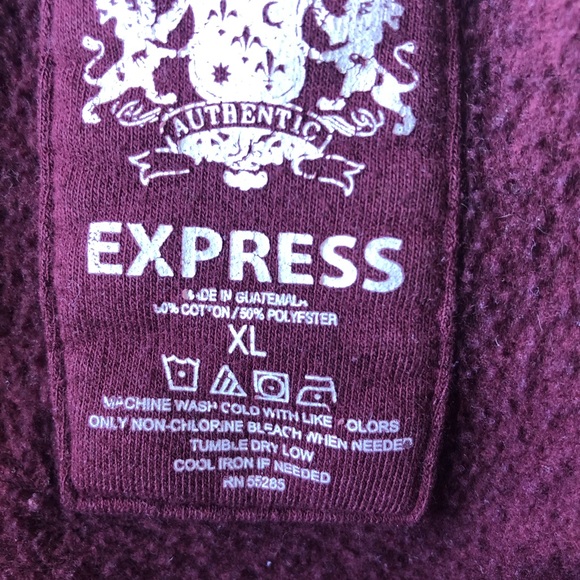 AUTHENTIC
EXPRESS
MADE IN GUATEMALA
50% COTTON / 50% POLYESTER
XL
MACHINE WASH COLD WITH LIKE COLORS
ONLY NON-CHLORINE BLEACH WHEN NEEDED
TUMBLE DRY LOW
COOL IRON IF NEEDED
RN 55285